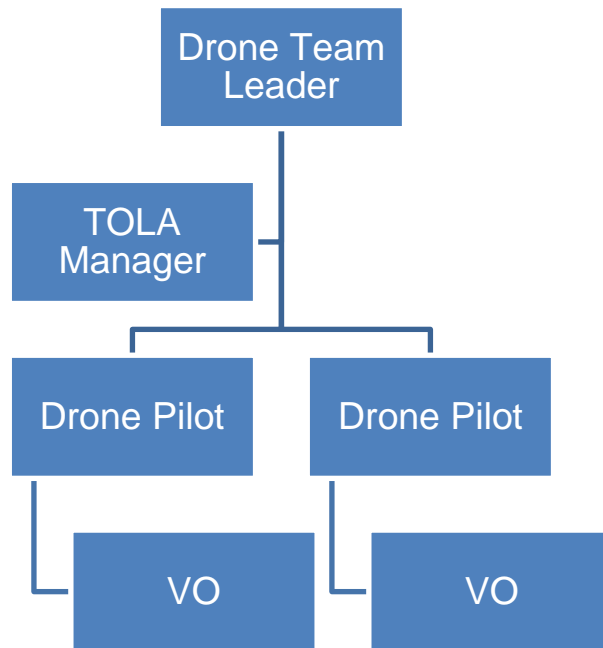 Drone Team
Leader
TOLA
Manager
Drone Pilot
Drone Pilot
VO
VO